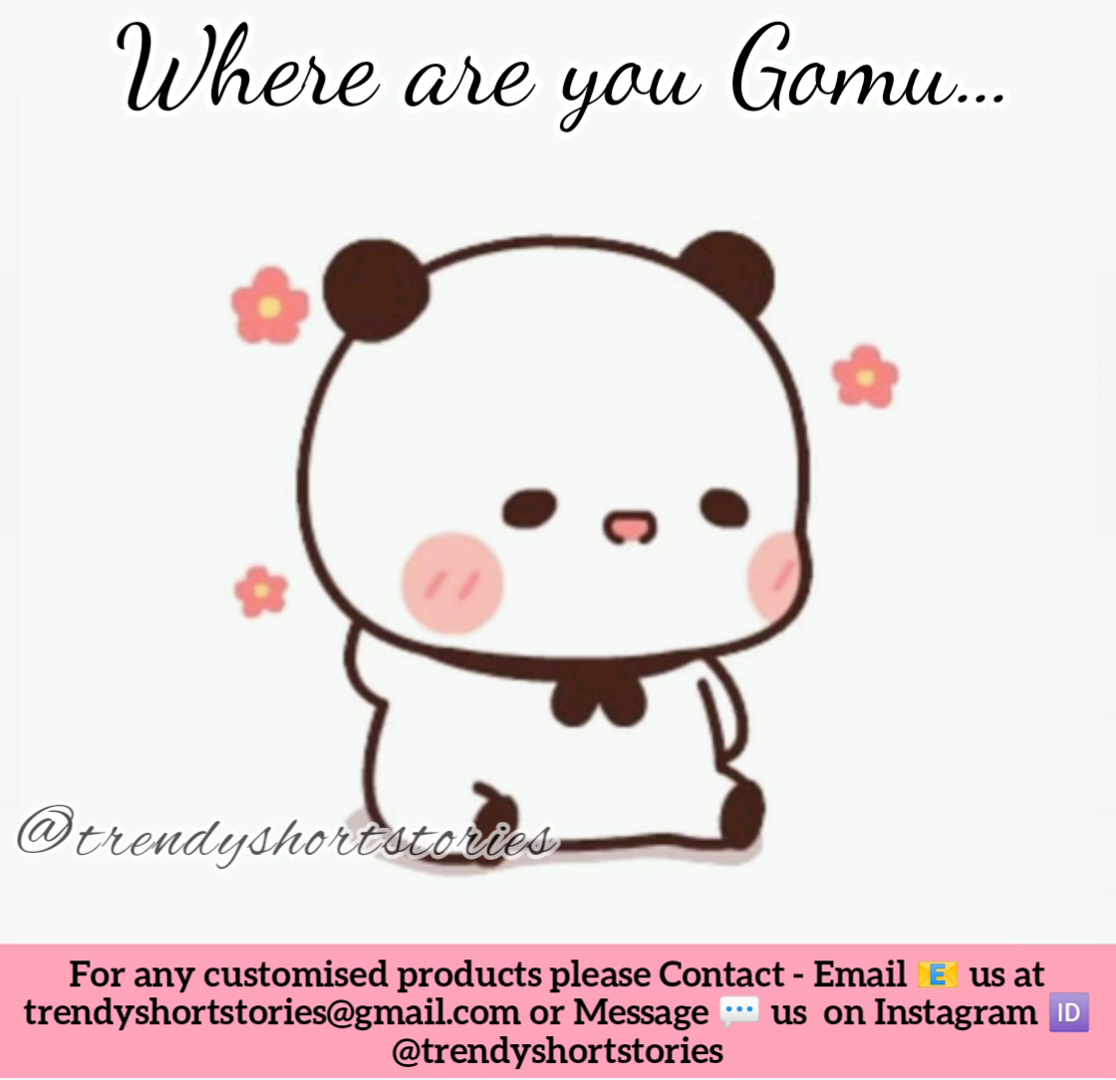 Where are you Gomu...
@trendyshortstories
For any customised products please Contact - Email 📧 us at
trendyshortstories@gmail.com or Message 💬 us on Instagram 🆔
@trendyshortstories